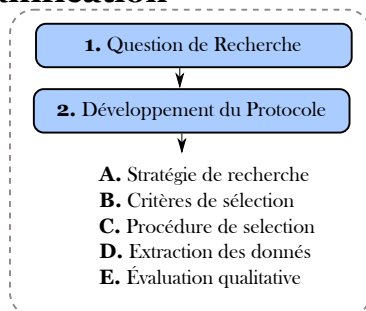 1. Question de Recherche
2. Développement du Protocole
A. Stratégie de recherche
B. Critères de sélection
C. Procédure de selection
D. Extraction des donnés
E. Évaluation qualitative